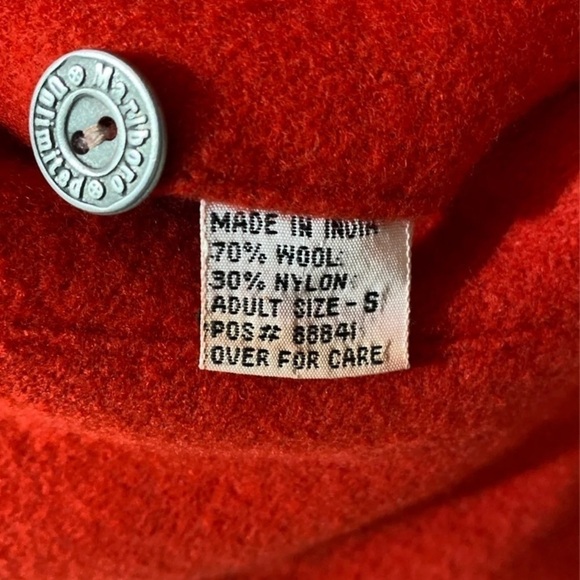 Marlboro
Unlimited
MADE IN INDIA
70% WOOL
30% NYLON
ADULT SIZE - S
POS# 88841
OVER FOR CARE